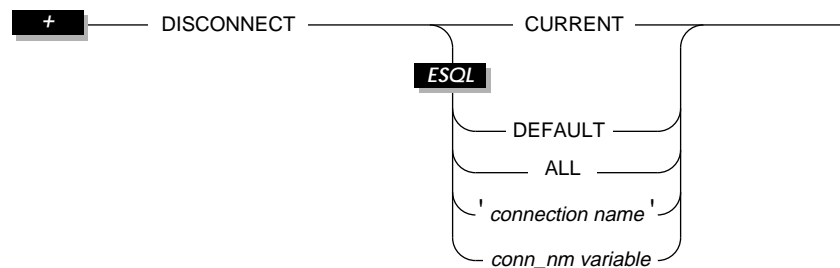 + DISCONNECT CURRENT
ESQL
DEFAULT
ALL
' connection name '
conn_nm variable